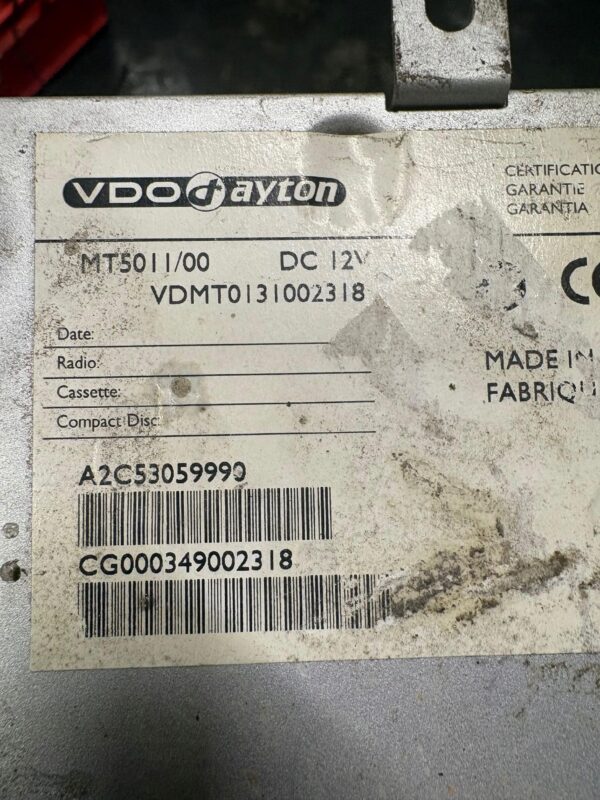 VDO dayton
CERTIFICATIO
GARANTIE
GARANTIA
MT5011/00 DC 12V
VDMT0131002318
Date:
Radio:
Cassette:
Compact Disc:
MADE IN
FABRIQU
A2C53059990
CG000349002318